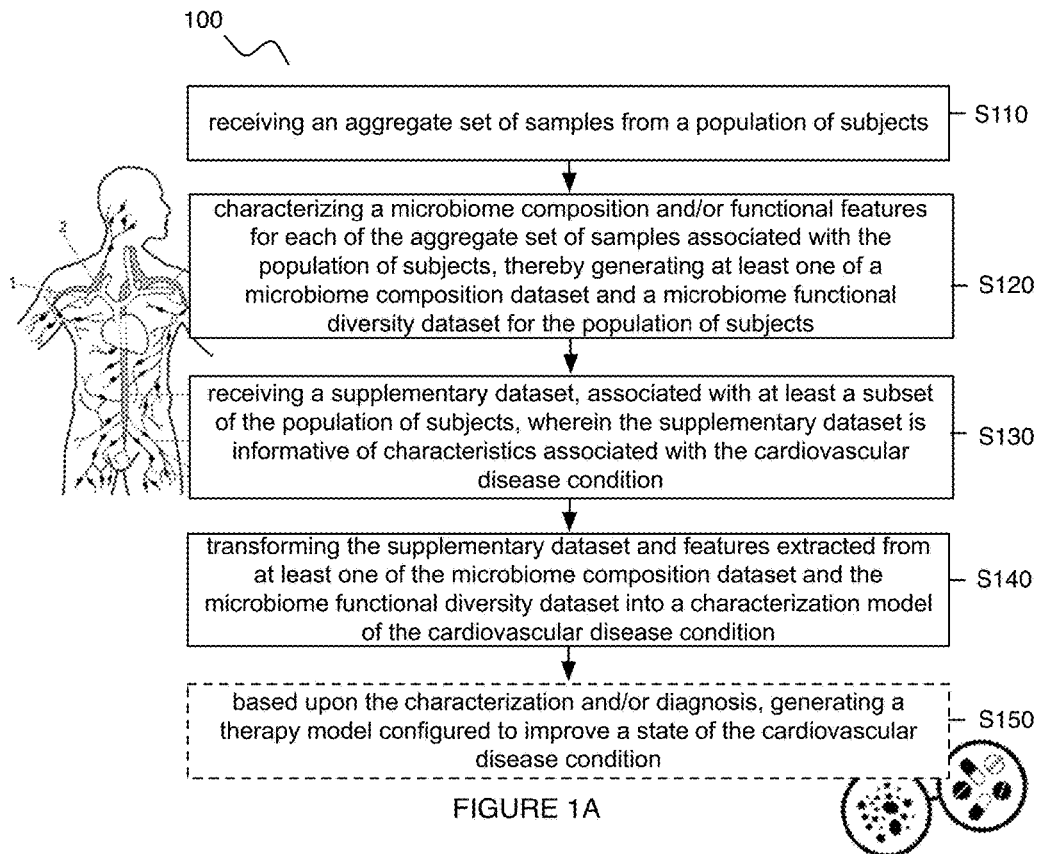 100
receiving an aggregate set of samples from a population of subjects
S110
characterizing a microbiome composition and/or functional features
for each of the aggregate set of samples associated with the
population of subjects, thereby generating at least one of a
microbiome composition dataset and a microbiome functional
diversity dataset for the population of subjects
S120
2
1
receiving a supplementary dataset, associated with at least a subset
of the population of subjects, wherein the supplementary dataset is
informative of characteristics associated with the cardiovascular
disease condition
S130
transforming the supplementary dataset and features extracted from
at least one of the microbiome composition dataset and the
microbiome functional diversity dataset into a characterization model
of the cardiovascular disease condition
S140
based upon the characterization and/or diagnosis, generating a
therapy model configured to improve a state of the cardiovascular
disease condition
S150
FIGURE 1A